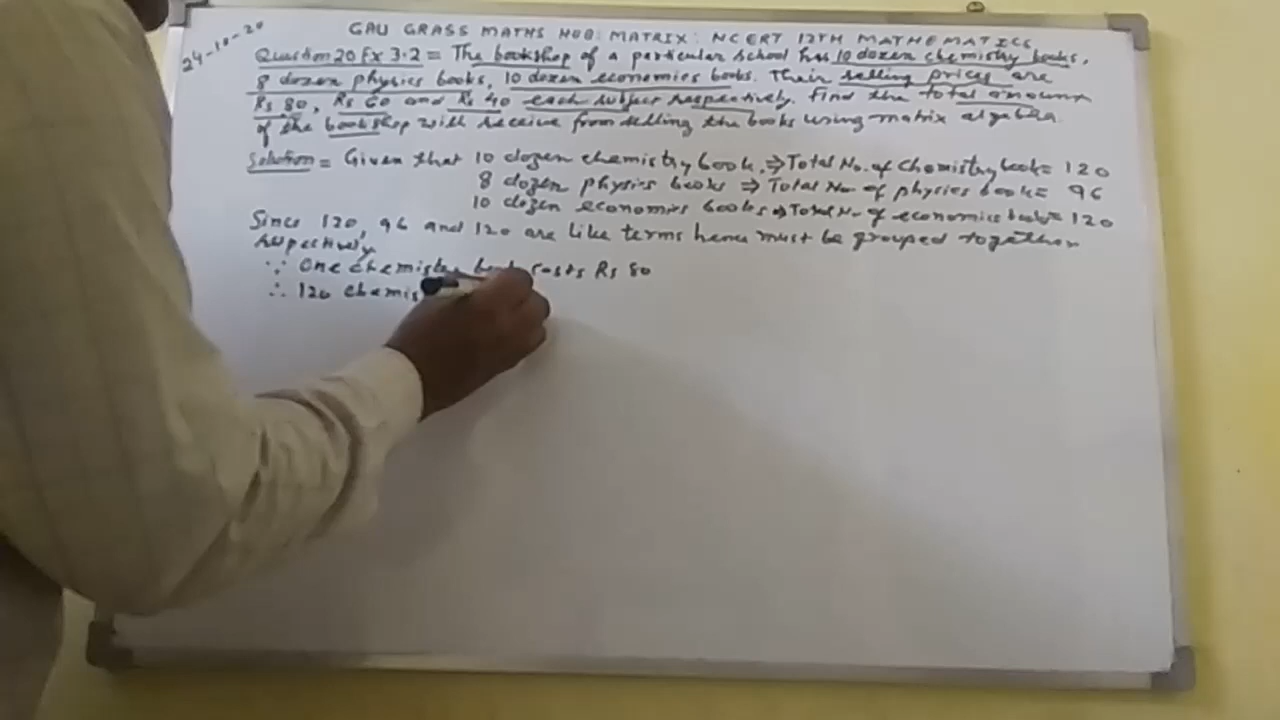 24-10-20
GAU GRASS MATHS HUB: MATRIX: NCERT 12TH MATHEMATICS
Question 20 Ex 3.2 = The bookshop of a particular school has 10 dozen chemistry books,
8 dozen physics books, 10 dozen economics books. Their selling prices are
Rs 80, Rs 60 and Rs 40 each subject respectively. Find the total amount
of the bookshop will receive from selling the books using matrix algebra.
Solution = Given that 10 dozen chemistry book, ⇒ Total No. of Chemistry book = 120
8 dozen physics books ⇒ Total No of physics book = 96
10 dozen economics books ⇒ Total No of economics book = 120
Since 120, 96 and 120 are like terms hence must be grouped together
respectively
∵ One chemistry book costs Rs 80
∴ 120 chemis